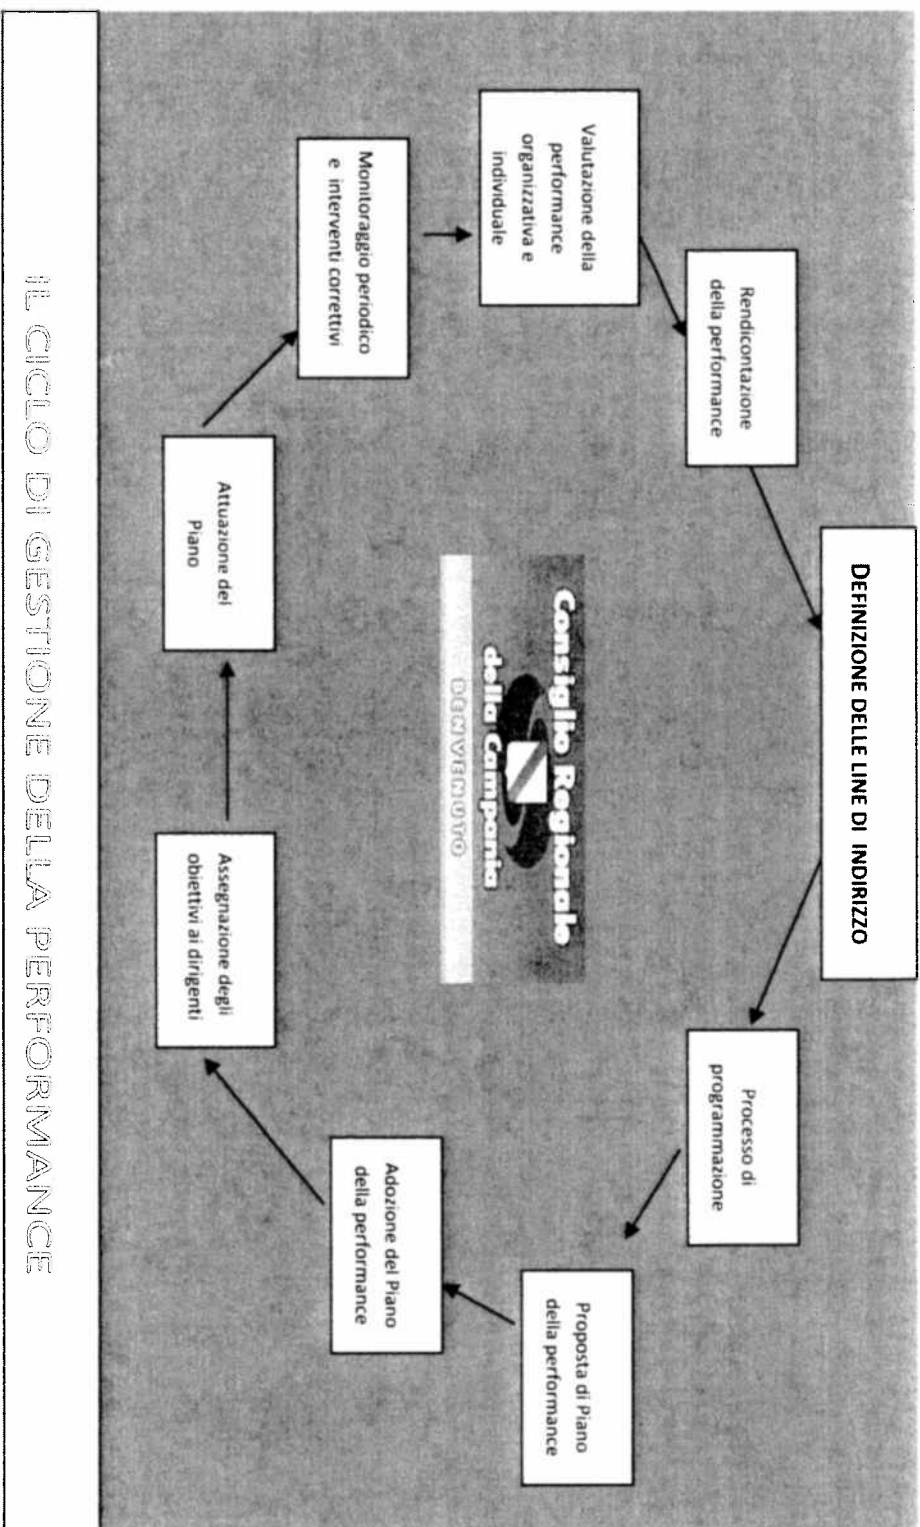 DEFINIZIONE DELLE LINE DI INDIRIZZO
Processo di
programmazione
Proposta di Piano
della performance
Adozione del Piano
della performance
Assegnazione degli
obiettivi ai dirigenti
Attuazione del
Piano
Monitoraggio periodico
e interventi correttivi
Valutazione della
performance
organizzativa e
individuale
Rendicontazione
della performance
Consiglio Regionale
della Campania
BENVENUTO
IL CICLO DI GESTIONE DELLA PERFORMANCE